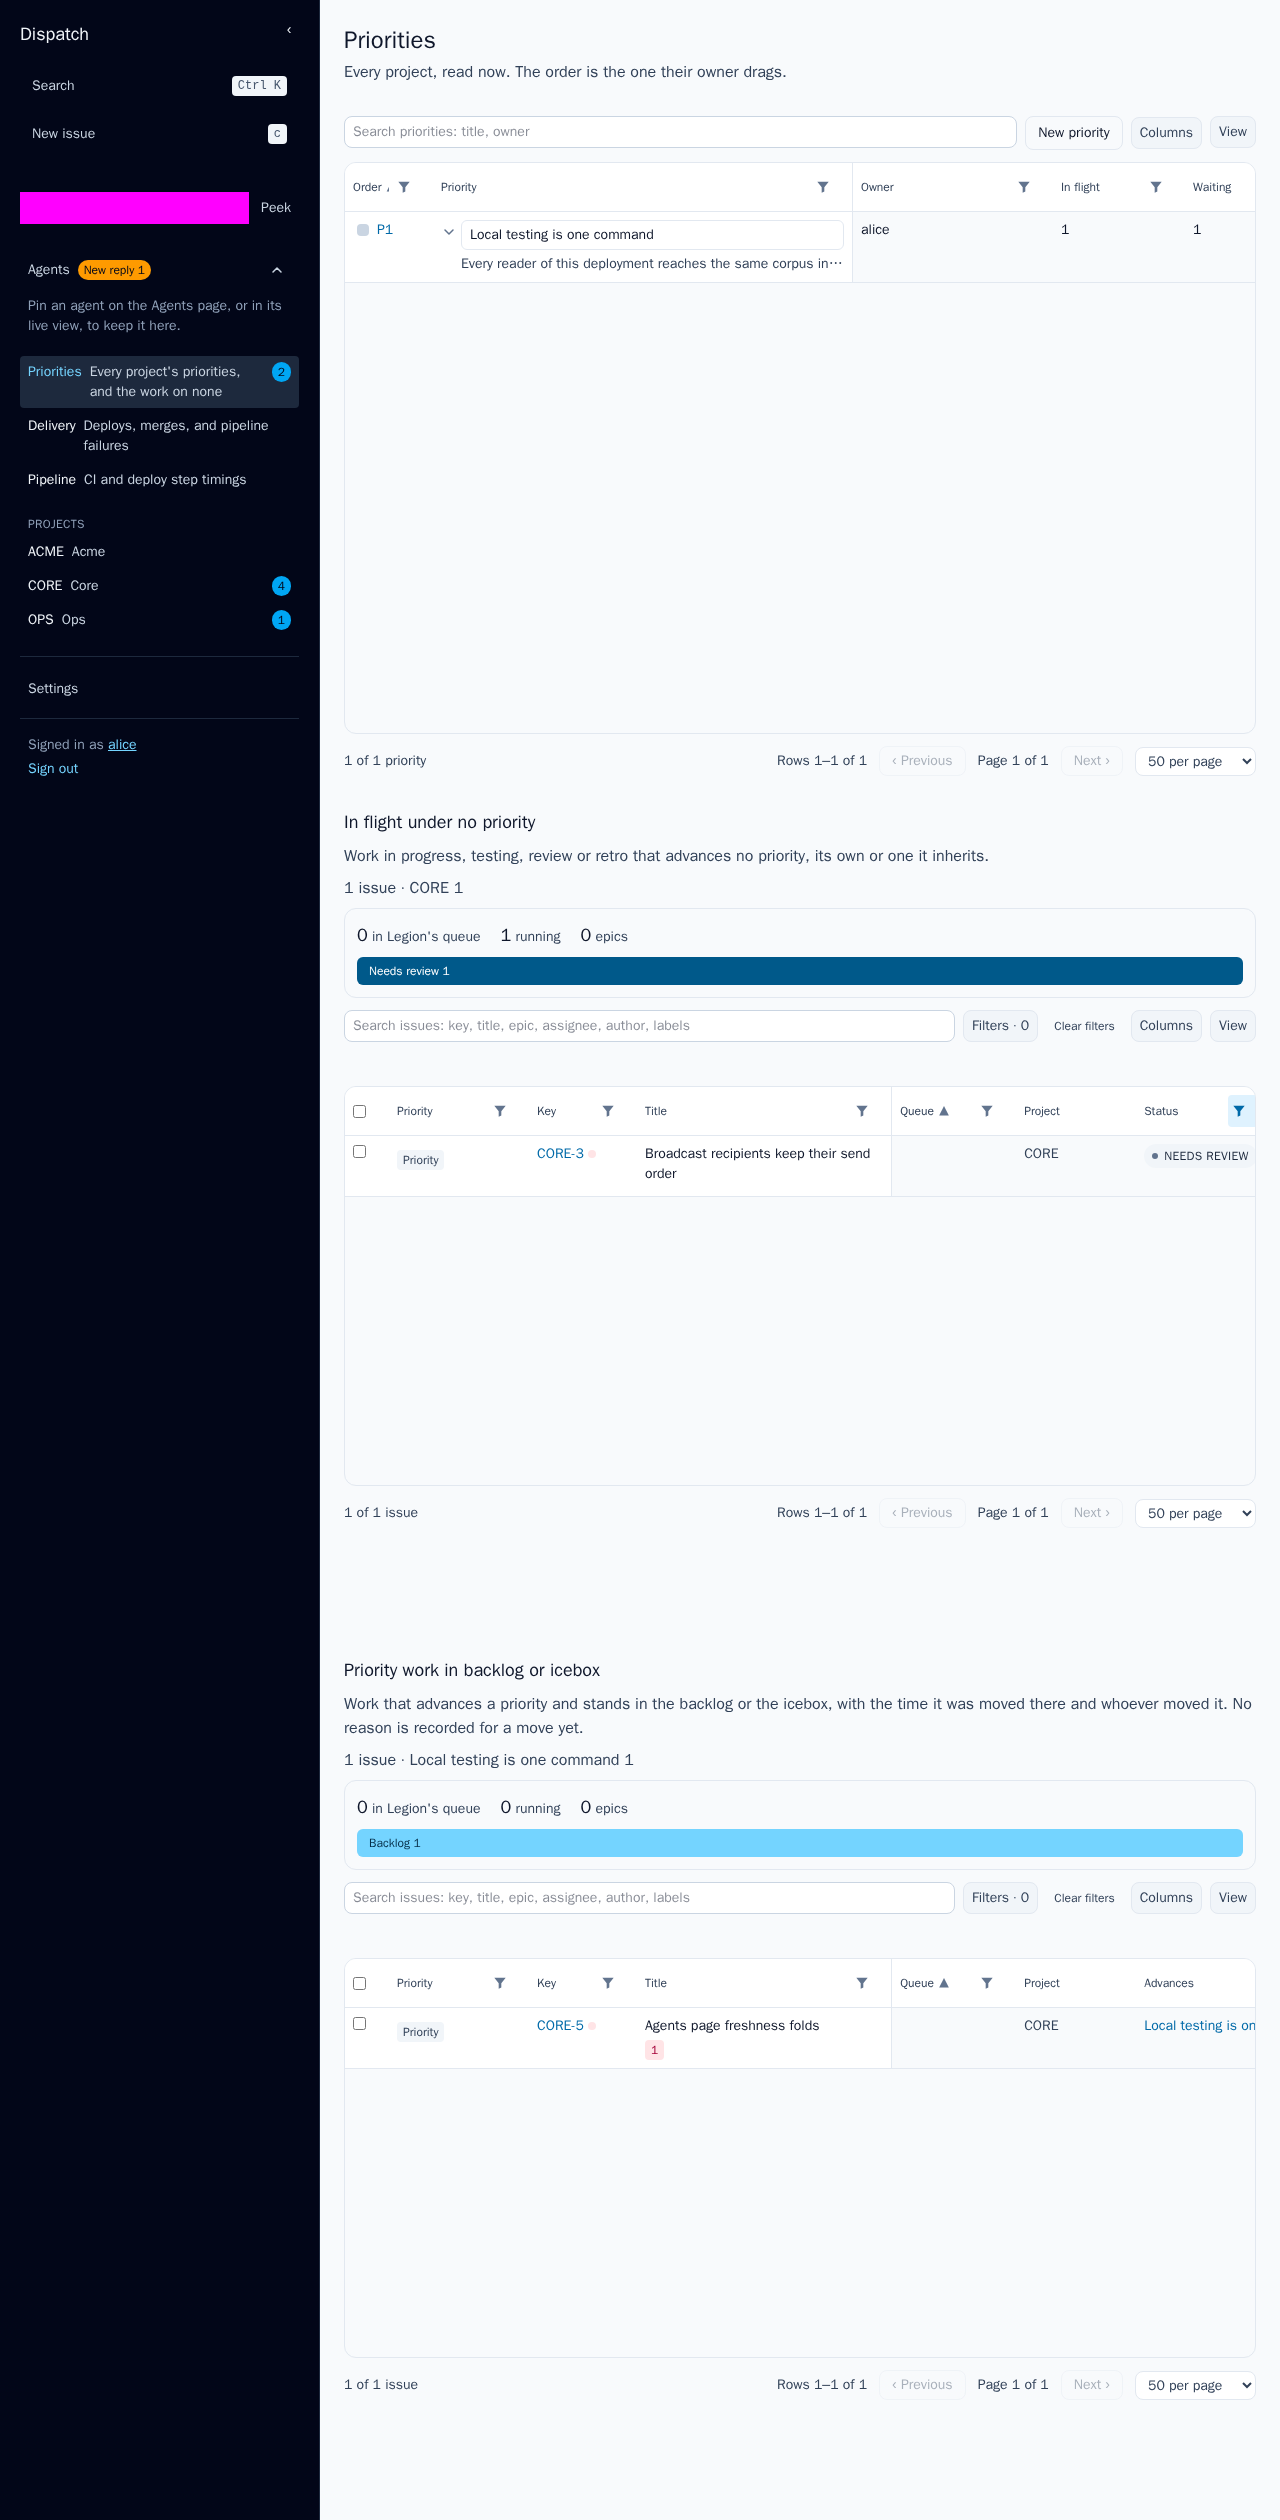 Dispatch
‹
Search
Ctrl K
New issue
C
Peek
Agents
New reply 1
Pin an agent on the Agents page, or in its
live view, to keep it here.
Priorities
Every project's priorities,
and the work on none
2
Delivery
Deploys, merges, and pipeline
failures
Pipeline
CI and deploy step timings
PROJECTS
ACME Acme
CORE Core
4
OPS Ops
1
Settings
Signed in as alice
Sign out
Priorities
Every project, read now. The order is the one their owner drags.
Search priorities: title, owner
New priority
Columns
View
Order
Priority
Owner
In flight
Waiting
P1
Local testing is one command
alice
1
1
Every reader of this deployment reaches the same corpus in…
1 of 1 priority
Rows 1–1 of 1
‹ Previous
Page 1 of 1
Next ›
50 per page
In flight under no priority
Work in progress, testing, review or retro that advances no priority, its own or one it inherits.
1 issue · CORE 1
0 in Legion's queue
1 running
0 epics
Needs review 1
Search issues: key, title, epic, assignee, author, labels
Filters · 0
Clear filters
Columns
View
Priority
Key
Title
Queue ▲
Project
Status
Priority
CORE-3
Broadcast recipients keep their send
order
CORE
NEEDS REVIEW
1 of 1 issue
Rows 1–1 of 1
‹ Previous
Page 1 of 1
Next ›
50 per page
Priority work in backlog or icebox
Work that advances a priority and stands in the backlog or the icebox, with the time it was moved there and whoever moved it. No
reason is recorded for a move yet.
1 issue · Local testing is one command 1
0 in Legion's queue
0 running
0 epics
Backlog 1
Search issues: key, title, epic, assignee, author, labels
Filters · 0
Clear filters
Columns
View
Priority
Key
Title
Queue ▲
Project
Advances
Priority
CORE-5
Agents page freshness folds
1
CORE
Local testing is on
1 of 1 issue
Rows 1–1 of 1
‹ Previous
Page 1 of 1
Next ›
50 per page